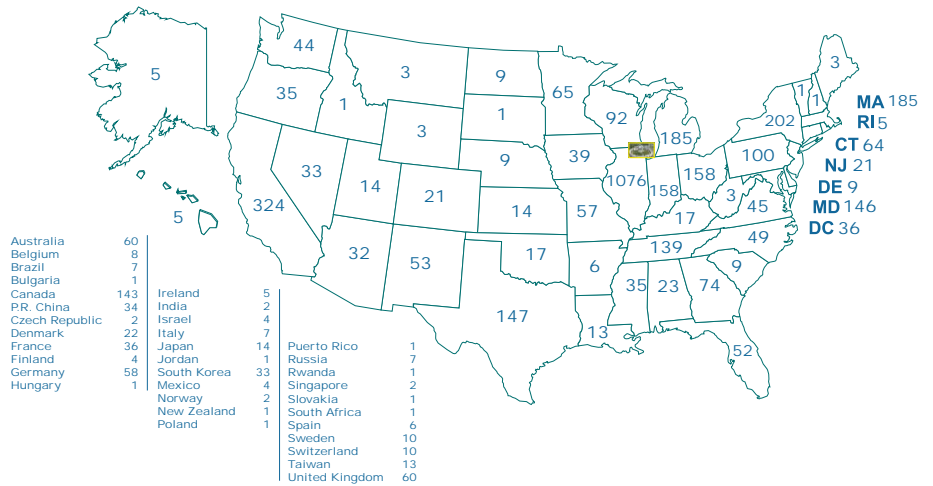 44
3
9
65
92
185
3
1
1
202
MA 185
RI 5
CT 64
NJ 21
DE 9
MD 146
DC 36
5
35
1
3
1
9
39
1076
158
158
100
3
45
33
14
21
14
57
17
324
32
53
17
6
139
49
9
35
23
74
147
13
52
5
Australia 60
Belgium 8
Brazil 7
Bulgaria 1
Canada 143
P.R. China 34
Czech Republic 2
Denmark 22
France 36
Finland 4
Germany 58
Hungary 1
Ireland 5
India 2
Israel 4
Italy 7
Japan 14
Jordan 1
South Korea 33
Mexico 4
Norway 2
New Zealand 1
Poland 1
Puerto Rico 1
Russia 7
Rwanda 1
Singapore 2
Slovakia 1
South Africa 1
Spain 6
Sweden 10
Switzerland 10
Taiwan 13
United Kingdom 60